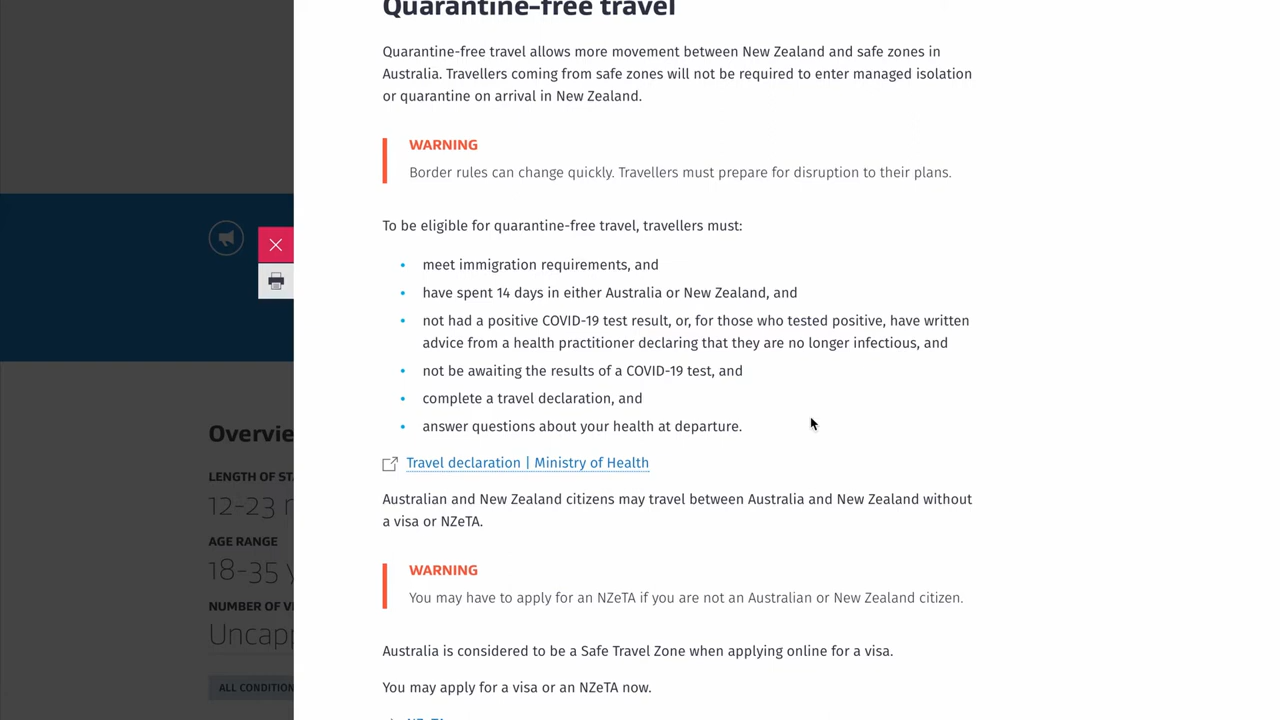 Quarantine-free travel
Quarantine-free travel allows more movement between New Zealand and safe zones in
Australia. Travellers coming from safe zones will not be required to enter managed isolation
or quarantine on arrival in New Zealand.
WARNING
Border rules can change quickly. Travellers must prepare for disruption to their plans.
To be eligible for quarantine-free travel, travellers must:
• meet immigration requirements, and
• have spent 14 days in either Australia or New Zealand, and
• not had a positive COVID-19 test result, or, for those who tested positive, have written
advice from a health practitioner declaring that they are no longer infectious, and
• not be awaiting the results of a COVID-19 test, and
• complete a travel declaration, and
• answer questions about your health at departure.
Travel declaration | Ministry of Health
Australian and New Zealand citizens may travel between Australia and New Zealand without
a visa or NZeTA.
WARNING
You may have to apply for an NZeTA if you are not an Australian or New Zealand citizen.
Australia is considered to be a Safe Travel Zone when applying online for a visa.
You may apply for a visa or an NZeTA now.
Overvie
LENGTH OF ST
12-23
AGE RANGE
18-35 y
NUMBER OF V
Uncap
ALL CONDITION